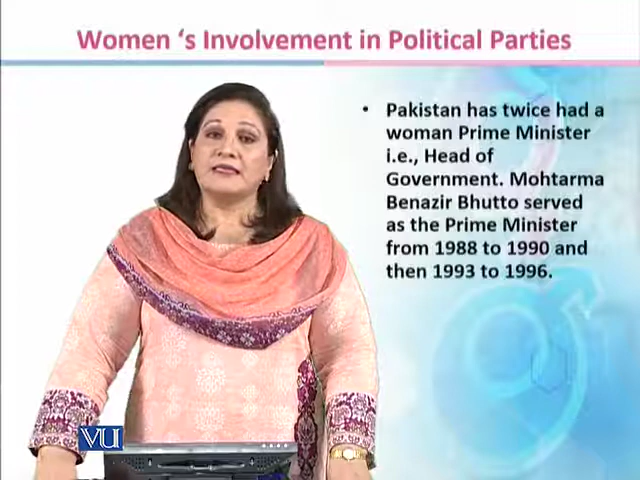 Women ‘s Involvement in Political Parties
• Pakistan has twice had a
woman Prime Minister
i.e., Head of
Government. Mohtarma
Benazir Bhutto served
as the Prime Minister
from 1988 to 1990 and
then 1993 to 1996.
VU